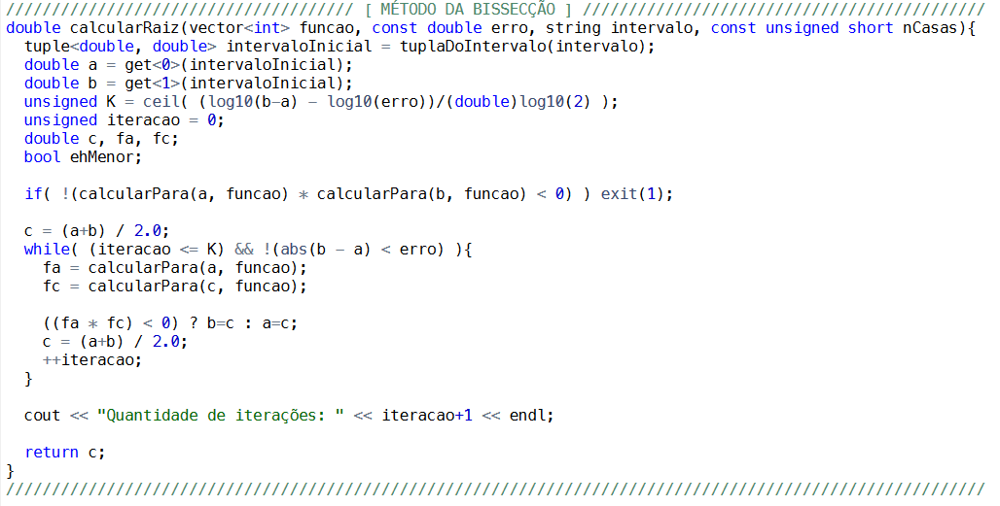 ////////////////////////////////////// [ MÉTODO DA BISSECÇÃO ] ////////////////////////////////////////////
double calcularRaiz(vector<int> funcao, const double erro, string intervalo, const unsigned short nCasas){
  tuple<double, double> intervaloInicial = tuplaDoIntervalo(intervalo);
  double a = get<0>(intervaloInicial);
  double b = get<1>(intervaloInicial);
  unsigned K = ceil( (log10(b-a) - log10(erro))/(double)log10(2) );
  unsigned iteracao = 0;
  double c, fa, fc;
  bool ehMenor;

  if( !(calcularPara(a, funcao) * calcularPara(b, funcao) < 0) ) exit(1);

  c = (a+b) / 2.0;
  while( (iteracao <= K) && !(abs(b - a) < erro) ){
    fa = calcularPara(a, funcao);
    fc = calcularPara(c, funcao);

    ((fa * fc) < 0) ? b=c : a=c;
    c = (a+b) / 2.0;
    ++iteracao;
  }

  cout << "Quantidade de iterações: " << iteracao+1 << endl;

  return c;
}
///////////////////////////////////////////////////////////////////////////////////////////////////////////